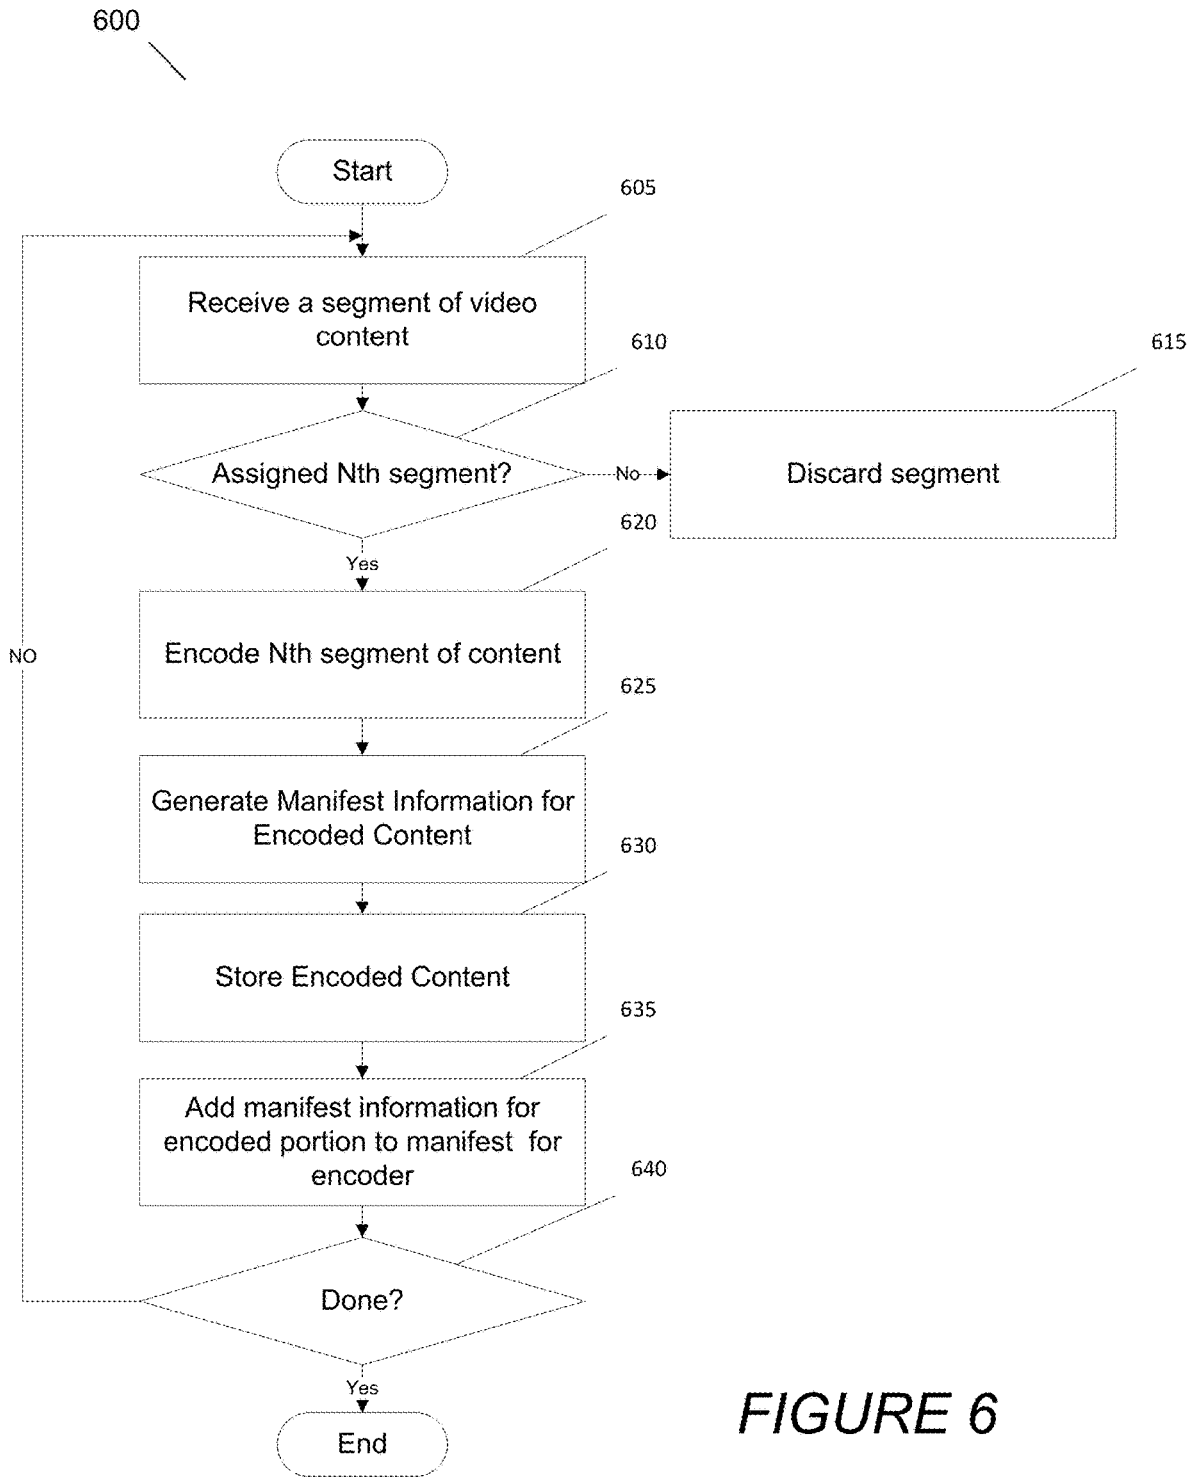 600
Start
605
Receive a segment of video
content
610
615
Assigned Nth segment?
No
Discard segment
620
Yes
Encode Nth segment of content
NO
625
Generate Manifest Information for
Encoded Content
630
Store Encoded Content
635
Add manifest information for
encoded portion to manifest for
encoder
640
Done?
Yes
End
FIGURE 6